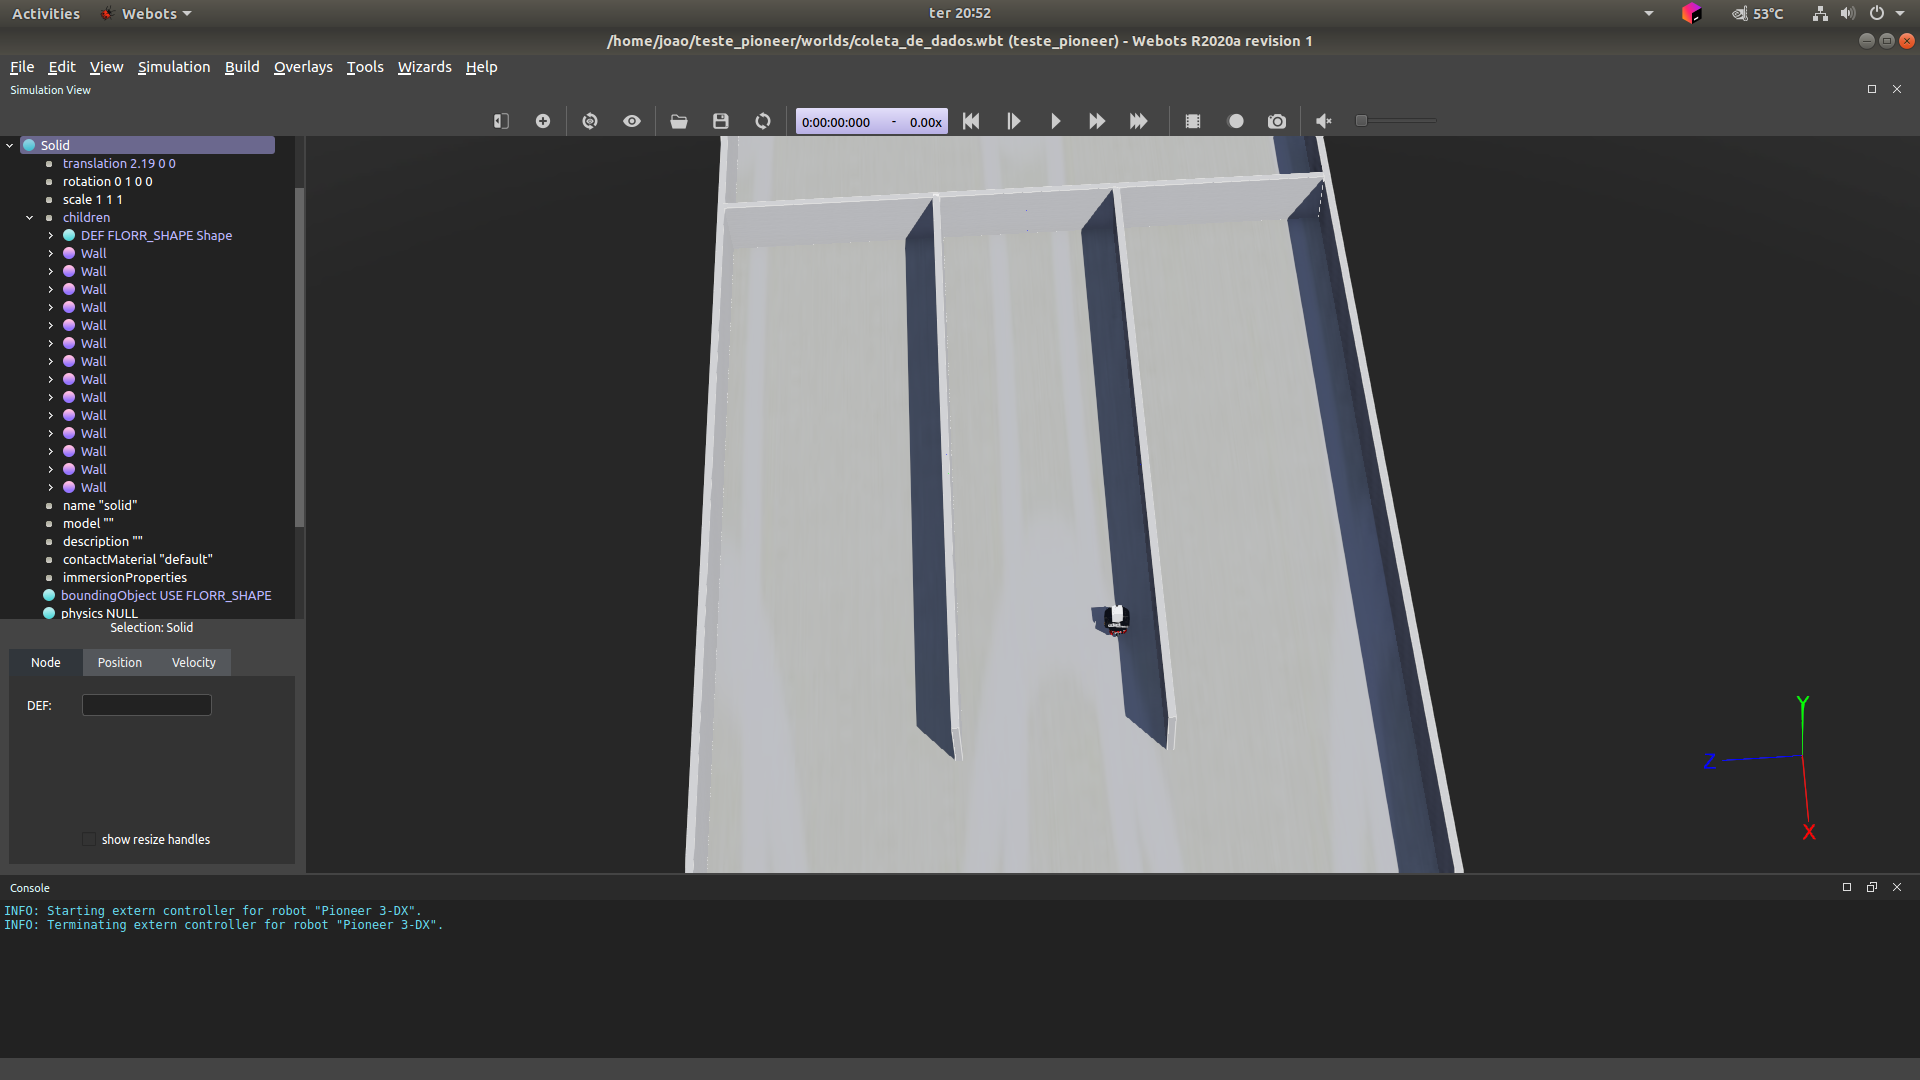 Activities Webots ter 20:52 53°C
/home/joao/teste_pioneer/worlds/coleta_de_dados.wbt (teste_pioneer) - Webots R2020a revision 1
File Edit View Simulation Build Overlays Tools Wizards Help
Simulation View
0:00:00:000 - 0.00x
Solid
translation 2.19 0 0
rotation 0 1 0 0
scale 1 1 1
children
DEF FLORR_SHAPE Shape
Wall
Wall
Wall
Wall
Wall
Wall
Wall
Wall
Wall
Wall
Wall
Wall
Wall
Wall
name "solid"
model ""
description ""
contactMaterial "default"
immersionProperties
boundingObject USE FLORR_SHAPE
physics NULL
Selection: Solid
Node Position Velocity
DEF:
show resize handles
Y
Z
X
Console
INFO: Starting extern controller for robot "Pioneer 3-DX".
INFO: Terminating extern controller for robot "Pioneer 3-DX".